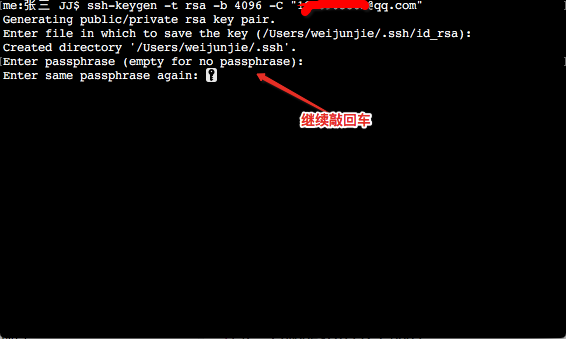 me:张三 JJ$ ssh-keygen -t rsa -b 4096 -C "@qq.com"
Generating public/private rsa key pair.
Enter file in which to save the key (/Users/weijunjie/.ssh/id_rsa):
Created directory '/Users/weijunjie/.ssh'.
Enter passphrase (empty for no passphrase):
Enter same passphrase again:
继续敲回车